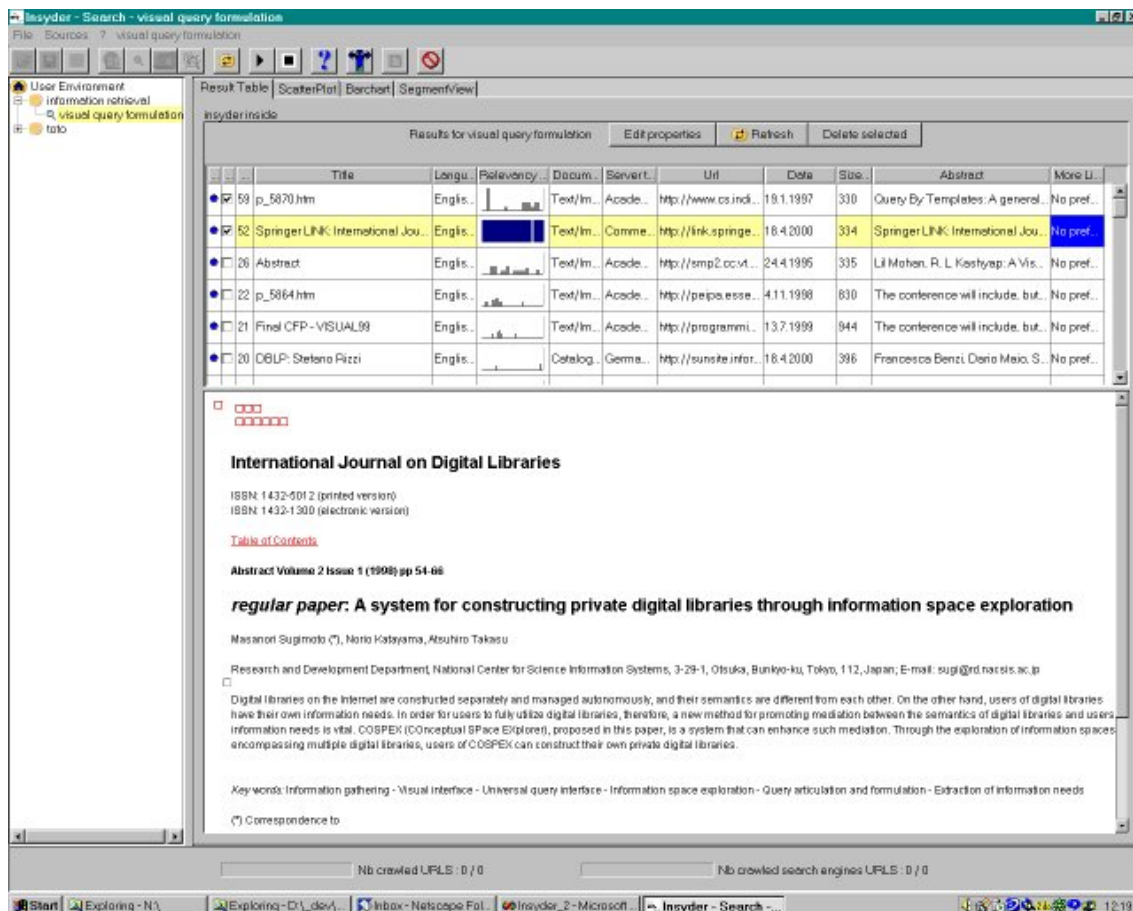 Insyder - Search - visual query formulation
File Sources ? visual query formulation
User Environment
information retrieval
visual query formulation
toto
Result Table ScatterPlot Barchart SegmentView
insyder inside
Results for visual query formulation Edit properties Refresh Delete selected
... ... ... Title Langu... Relevancy... Docum... Servert... Url Date Size... Abstract More Li...
59 p_5870.htm Englis... Text/Im... Acade... http://www.cs.indi... 19.1.1997 330 Query By Templates: A general... No pref...
52 Springer LINK: International Jou... Englis... Text/Im... Comme... http://link.springe... 18.4.2000 334 Springer LINK: International Jou... No pref...
26 Abstract Englis... Text/Im... Acade... http://smp2.cc.vt... 24.4.1995 335 Lil Mohan, R. L. Kashyap: A Vis... No pref...
22 p_5864.htm Englis... Text/Im... Acade... http://peipa.esse... 4.11.1998 630 The conference will include, but... No pref...
21 Final CFP - VISUAL99 Englis... Text/Im... Acade... http://programmi... 13.7.1999 944 The conference will include, but... No pref...
20 DBLP: Stefano Rizzi Englis... Catalog... Germa... http://sunsite.infor... 18.4.2000 396 Francesca Benzi, Dario Maio, S... No pref...
International Journal on Digital Libraries
ISSN: 1432-5012 (printed version)
ISSN: 1432-1300 (electronic version)
Table of Contents
Abstract Volume 2 Issue 1 (1998) pp 54-66
regular paper: A system for constructing private digital libraries through information space exploration
Masanori Sugimoto (*), Norio Katayama, Atsuhiro Takasu
Research and Development Department, National Center for Science Information Systems, 3-29-1, Otsuka, Bunkyo-ku, Tokyo, 112, Japan; E-mail: sugi@rd.nacsis.ac.jp
Digital libraries on the Internet are constructed separately and managed autonomously, and their semantics are different from each other. On the other hand, users of digital libraries
have their own information needs. In order for users to fully utilize digital libraries, therefore, a new method for promoting mediation between the semantics of digital libraries and users
information needs is vital. COSPEX (COnceptual SPace EXplorer), proposed in this paper, is a system that can enhance such mediation. Through the exploration of information spaces
encompassing multiple digital libraries, users of COSPEX can construct their own private digital libraries.
Key words: Information gathering - Visual interface - Universal query interface - Information space exploration - Query articulation and formulation - Extraction of information needs
(*) Correspondence to
Nb crawled URLS : 0 / 0 Nb crawled search engines URLS : 0 / 0
Start Exploring - N:\ Exploring - D:\_dev\... Inbox - Netscape Fol... Insyder_2 - Microsoft ... Insyder - Search -... 12:19